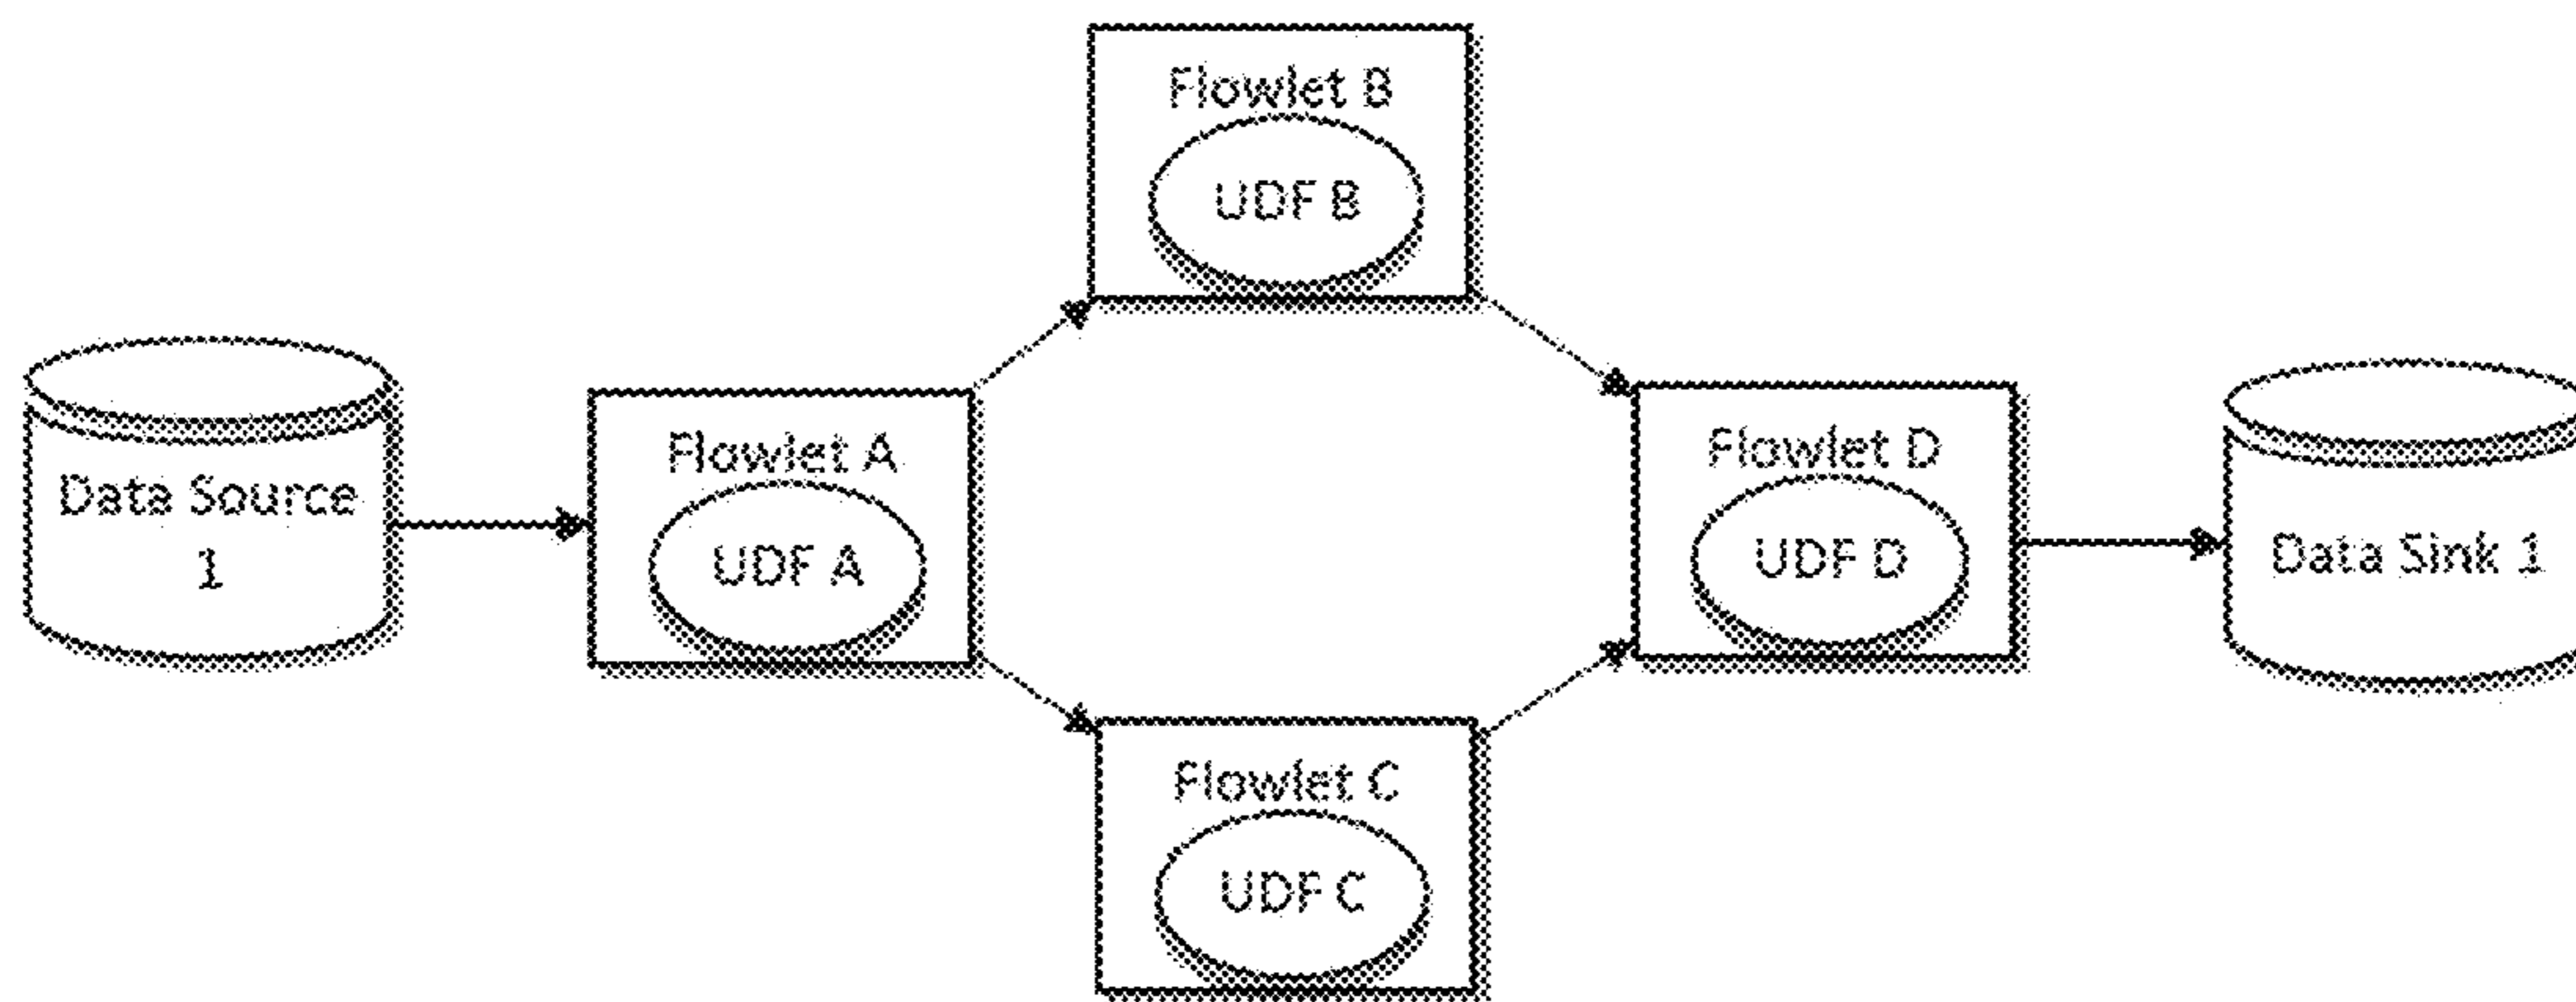 Flowlet B
UDF B
Data Source
1
Flowlet A
UDF A
Flowlet D
UDF D
Data Sink 1
Flowlet C
UDF C